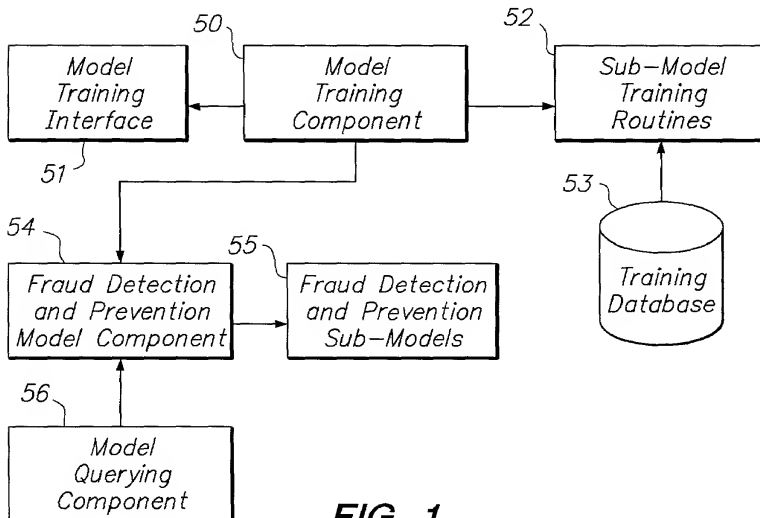 50
52
Model
Training
Interface
Model
Training
Component
Sub-Model
Training
Routines
51
53
54
55
Training
Database
Fraud Detection
and Prevention
Model Component
Fraud Detection
and Prevention
Sub-Models
56
Model
Querying
Component
FIG. 1